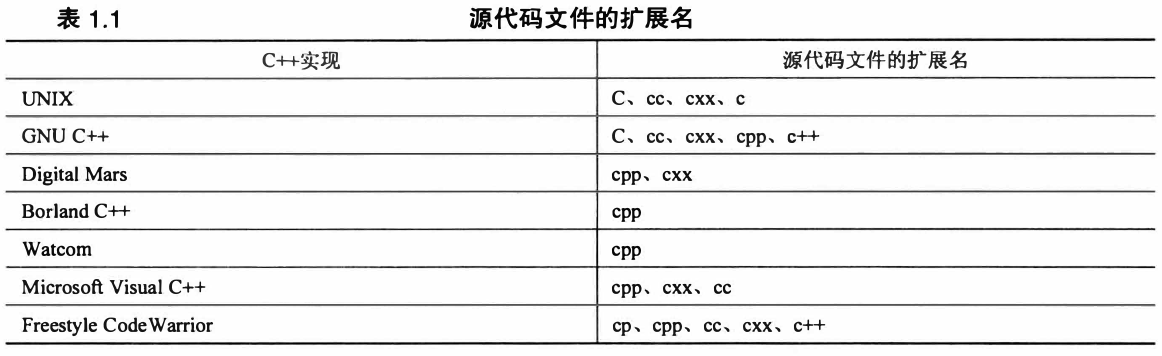 表 1.1 源代码文件的扩展名
C++实现 源代码文件的扩展名
UNIX C、cc、cxx、c
GNU C++ C、cc、cxx、cpp、c++
Digital Mars cpp、cxx
Borland C++ cpp
Watcom cpp
Microsoft Visual C++ cpp、cxx、cc
Freestyle CodeWarrior cp、cpp、cc、cxx、c++